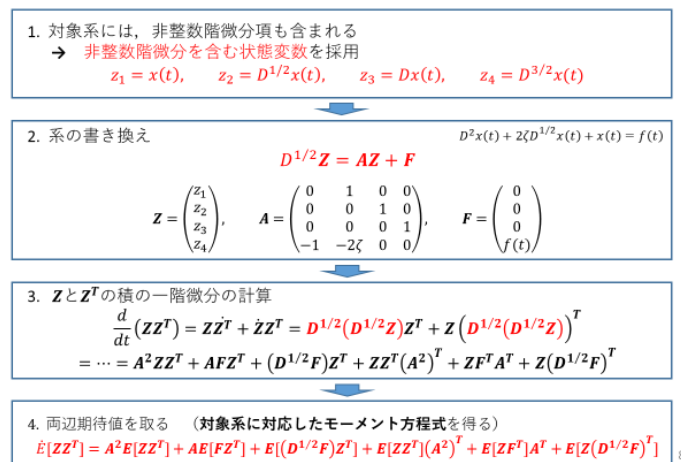 1. 対象系には，非整数階微分項も含まれる
→ 非整数階微分を含む状態変数を採用
z₁ = x(t), z₂ = D^{1/2}x(t), z₃ = Dx(t), z₄ = D^{3/2}x(t)
2. 系の書き換え D²x(t) + 2ζD^{1/2}x(t) + x(t) = f(t)
D^{1/2}Z = AZ + F
Z = (z₁ z₂ z₃ z₄), A = (0 1 0 0; 0 0 1 0; 0 0 0 1; −1 −2ζ 0 0), F = (0 0 0 f(t))
3. ZとZ^Tの積の一階微分の計算
d/dt (ZZ^T) = ZŻ^T + ŻZ^T = D^{1/2}(D^{1/2}Z)Z^T + Z(D^{1/2}(D^{1/2}Z))^T
= ⋯ = A²ZZ^T + AFZ^T + (D^{1/2}F)Z^T + ZZ^T(A²)^T + ZF^TA^T + Z(D^{1/2}F)^T
4. 両辺期待値を取る （対象系に対応したモーメント方程式を得る）
Ė[ZZ^T] = A²E[ZZ^T] + AE[FZ^T] + E[(D^{1/2}F)Z^T] + E[ZZ^T](A²)^T + E[ZF^T]A^T + E[Z(D^{1/2}F)^T]